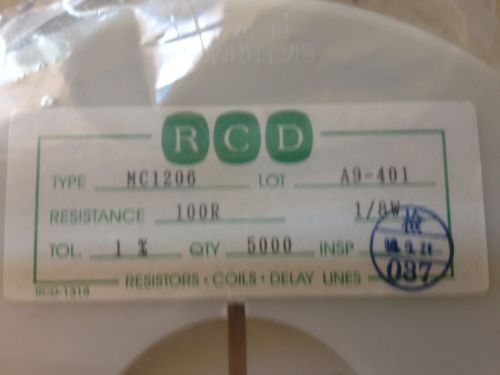 RCD
TYPE MC1206 LOT A9-401
RESISTANCE 100R 1/8W
TOL. 1 % QTY 5000 INSP
検
037
RESISTORS · COILS · DELAY LINES
RCD-1318